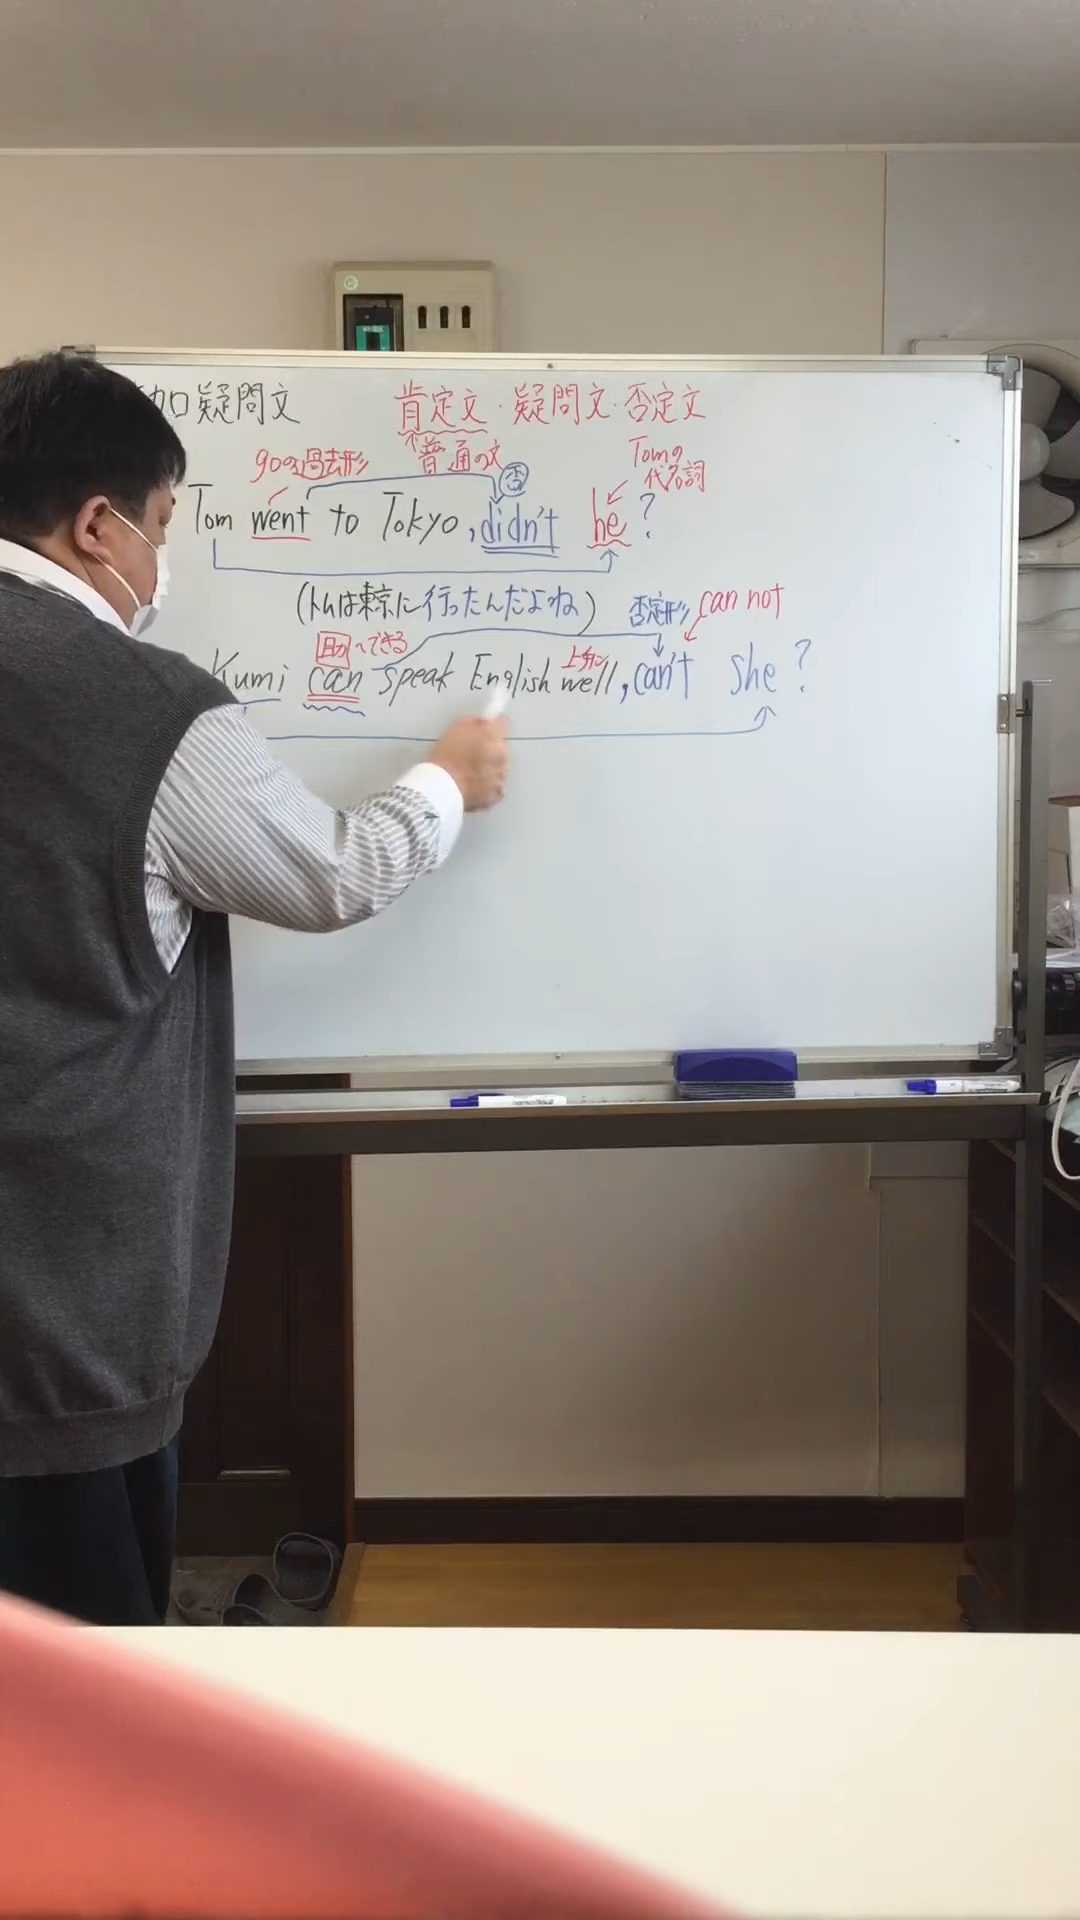 加疑問文 肯定文・疑問文・否定文
普通の文
goの過去形 否 Tomの代名詞
Tom went to Tokyo, didn't he?
(トムは東京に行ったんだよね)
助 〜できる 上手に 否定形 can not
Kumi can speak English well, can't she?